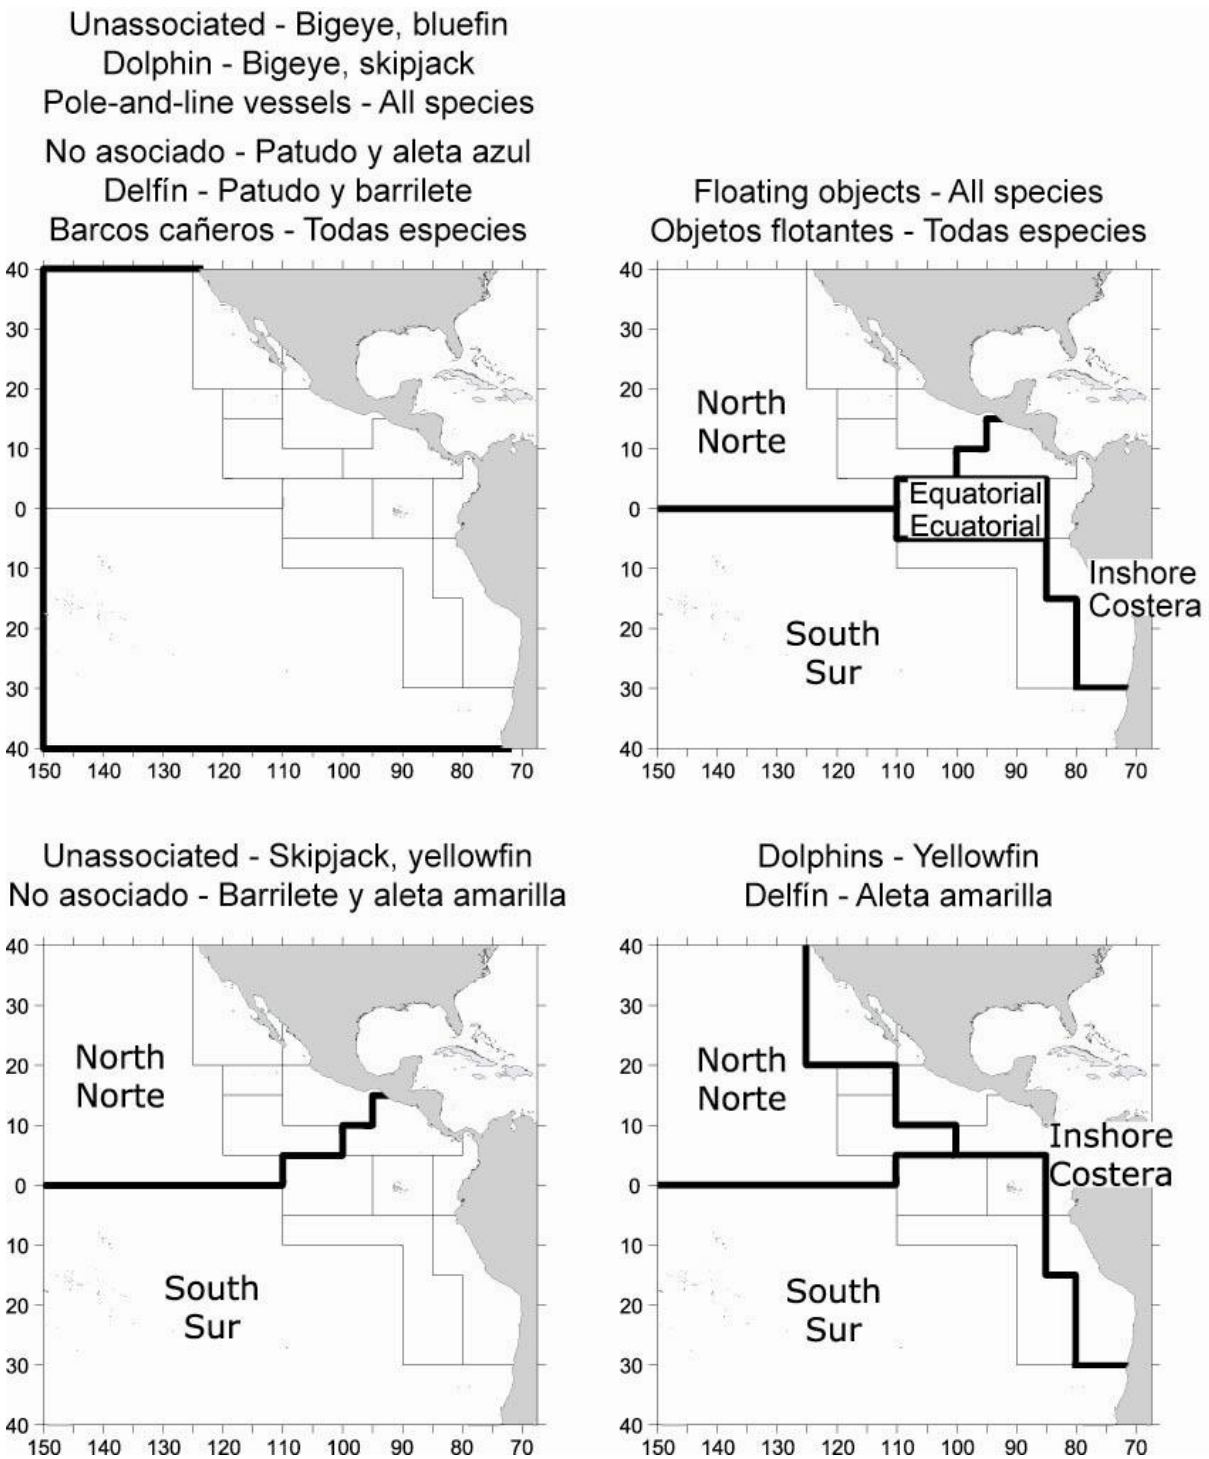 Unassociated - Bigeye, bluefin
Dolphin - Bigeye, skipjack
Pole-and-line vessels - All species
No asociado - Patudo y aleta azul
Delfín - Patudo y barrilete
Barcos cañeros - Todas especies
40
30
20
10
0
10
20
30
40
150 140 130 120 110 100 90 80 70
Floating objects - All species
Objetos flotantes - Todas especies
40
30
20
10
0
10
20
30
40
North
Norte
Equatorial
Ecuatorial
Inshore
Costera
South
Sur
150 140 130 120 110 100 90 80 70
Unassociated - Skipjack, yellowfin
No asociado - Barrilete y aleta amarilla
40
30
20
10
0
10
20
30
40
North
Norte
South
Sur
150 140 130 120 110 100 90 80 70
Dolphins - Yellowfin
Delfín - Aleta amarilla
40
30
20
10
0
10
20
30
40
North
Norte
Inshore
Costera
South
Sur
150 140 130 120 110 100 90 80 70